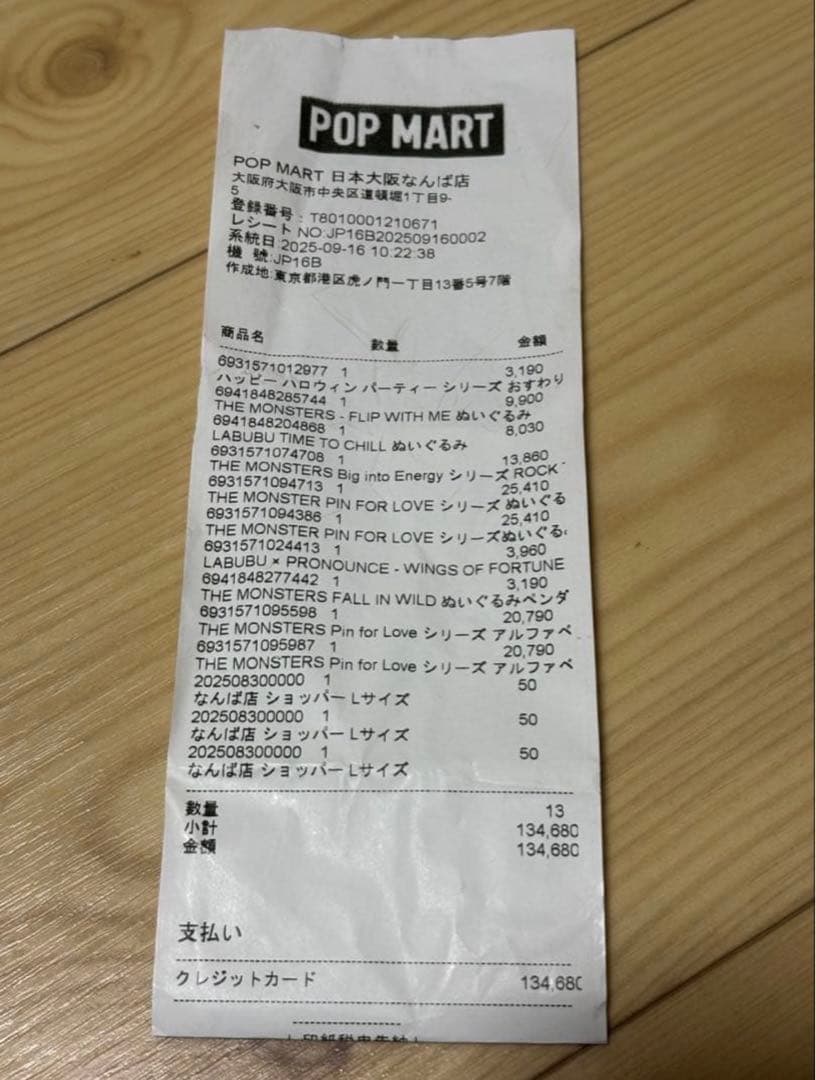 POP MART
POP MART 日本大阪なんば店
大阪府大阪市中央区道頓堀1丁目9-
5
登録番号：T8010001210671
レシート NO:JP16B202509160002
系統日:2025-09-16 10:22:38
機 號:JP16B
作成地:東京都港区虎ノ門一丁目13番5号7階
商品名 数量 金額
6931571012977 1 3,190
ハッピー ハロウィン パーティー シリーズ おすわり
6941848285744 1 9,900
THE MONSTERS - FLIP WITH ME ぬいぐるみ
6941848204868 1 8,030
LABUBU TIME TO CHILL ぬいぐるみ
6931571074708 1 13,860
THE MONSTERS Big into Energy シリーズ ROCK
6931571094713 1 25,410
THE MONSTER PIN FOR LOVE シリーズ ぬいぐる
6931571094386 1 25,410
THE MONSTER PIN FOR LOVE シリーズぬいぐる
6931571024413 1 3,960
LABUBU × PRONOUNCE - WINGS OF FORTUNE
6941848277442 1 3,190
THE MONSTERS FALL IN WILD ぬいぐるみペンダ
6931571095598 1 20,790
THE MONSTERS Pin for Love シリーズ アルファベ
6931571095987 1 20,790
THE MONSTERS Pin for Love シリーズ アルファベ
202508300000 1 50
なんば店 ショッパー Lサイズ
202508300000 1 50
なんば店 ショッパー Lサイズ
202508300000 1 50
なんば店 ショッパー Lサイズ
数量 13
小計 134,680
金額 134,680
支払い
クレジットカード 134,680